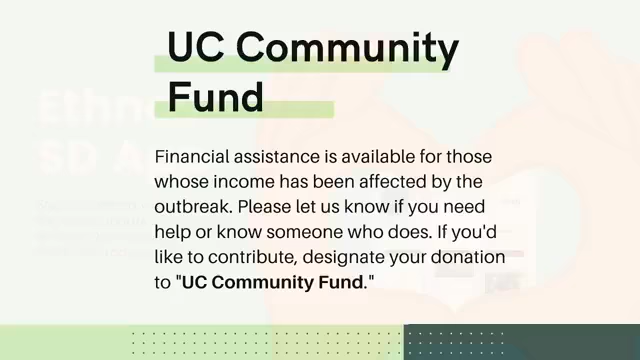 UC Community
Fund
Financial assistance is available for those
whose income has been affected by the
outbreak. Please let us know if you need
help or know someone who does. If you'd
like to contribute, designate your donation
to "UC Community Fund."